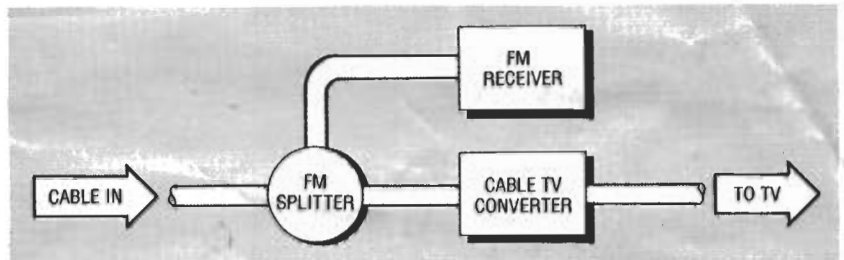 FM
RECEIVER
CABLE IN
FM
SPLITTER
CABLE TV
CONVERTER
TO TV